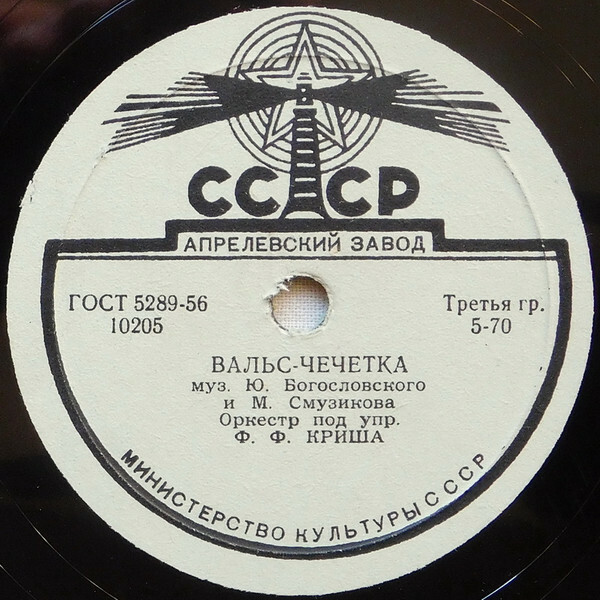 СССР
АПРЕЛЕВСКИЙ ЗАВОД
ГОСТ 5289-56
10205
Третья гр.
5-70
ВАЛЬС-ЧЕЧЕТКА
муз. Ю. Богословского
и М. Смузикова
Оркестр под упр.
Ф. Ф. КРИША
МИНИСТЕРСТВО КУЛЬТУРЫ СССР